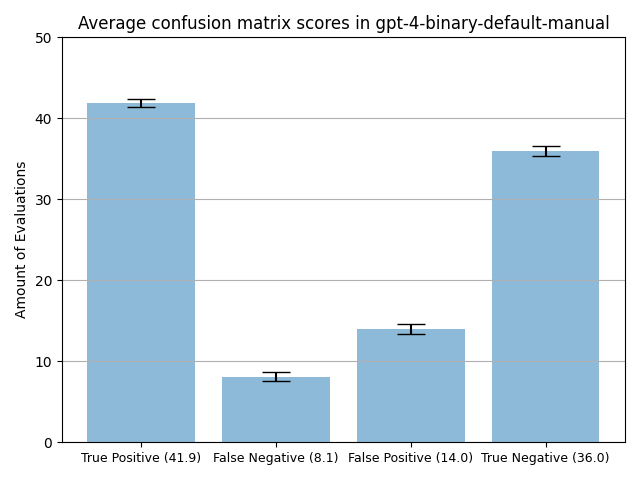 Average confusion matrix scores in gpt-4-binary-default-manual
50
40
30
20
10
0
Amount of Evaluations
True Positive (41.9) False Negative (8.1) False Positive (14.0) True Negative (36.0)